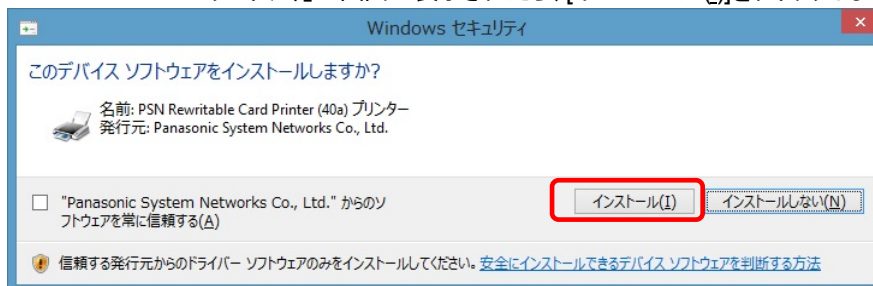 Windows セキュリティ
このデバイス ソフトウェアをインストールしますか?
名前: PSN Rewritable Card Printer (40a) プリンター
発行元: Panasonic System Networks Co., Ltd.
"Panasonic System Networks Co., Ltd." からのソ
フトウェアを常に信頼する(A)
インストール(I)
インストールしない(N)
信頼する発行元からのドライバー ソフトウェアのみをインストールしてください。安全にインストールできるデバイス ソフトウェアを判断する方法